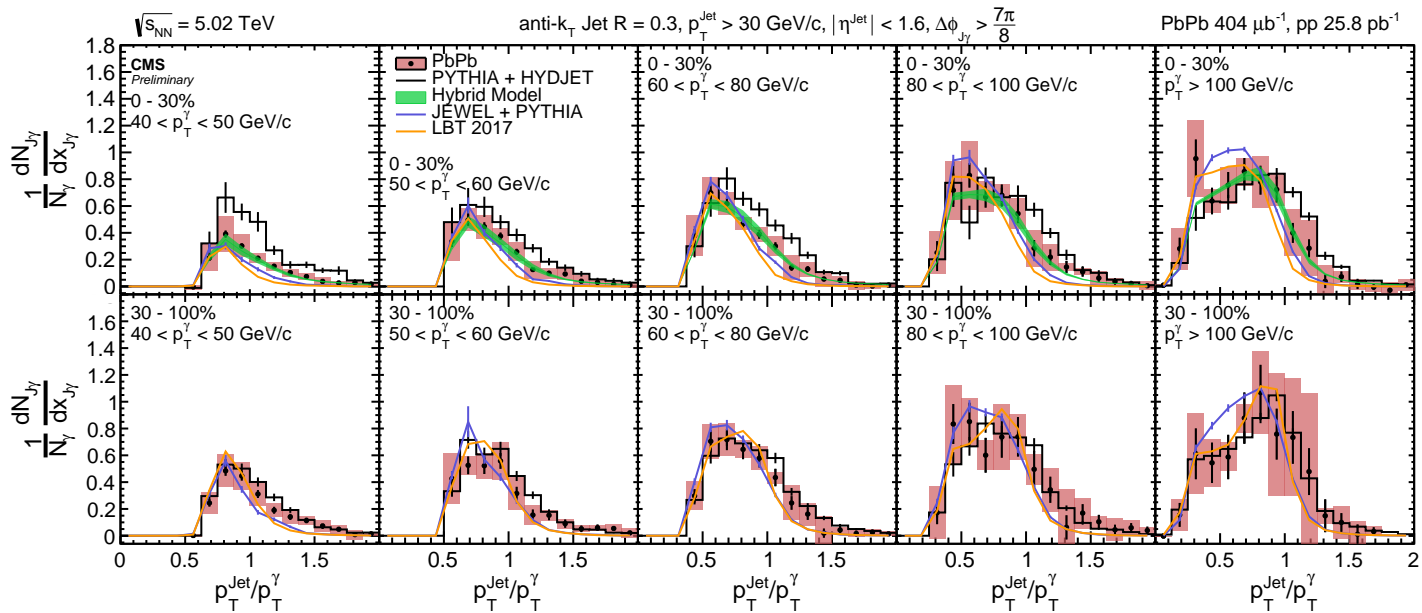 √s_NN = 5.02 TeV
anti-k_T Jet R = 0.3, p_T^Jet > 30 GeV/c, |η^Jet| < 1.6, Δϕ_Jγ > 7π/8
PbPb 404 μb^-1, pp 25.8 pb^-1
CMS
Preliminary
0 - 30%
40 < p_T^γ < 50 GeV/c
PbPb
PYTHIA + HYDJET
Hybrid Model
JEWEL + PYTHIA
LBT 2017
0 - 30%
50 < p_T^γ < 60 GeV/c
0 - 30%
60 < p_T^γ < 80 GeV/c
0 - 30%
80 < p_T^γ < 100 GeV/c
0 - 30%
p_T^γ > 100 GeV/c
1.8
1.6
1.4
1.2
1
0.8
0.6
0.4
0.2
0
1/N_γ dN_Jγ/dx_Jγ
30 - 100%
40 < p_T^γ < 50 GeV/c
30 - 100%
50 < p_T^γ < 60 GeV/c
30 - 100%
60 < p_T^γ < 80 GeV/c
30 - 100%
80 < p_T^γ < 100 GeV/c
30 - 100%
p_T^γ > 100 GeV/c
1.6
1.4
1.2
1
0.8
0.6
0.4
0.2
0
1/N_γ dN_Jγ/dx_Jγ
0 0.5 1 1.5
0.5 1 1.5
0.5 1 1.5
0.5 1 1.5
0.5 1 1.5 2
p_T^Jet/p_T^γ
p_T^Jet/p_T^γ
p_T^Jet/p_T^γ
p_T^Jet/p_T^γ
p_T^Jet/p_T^γ